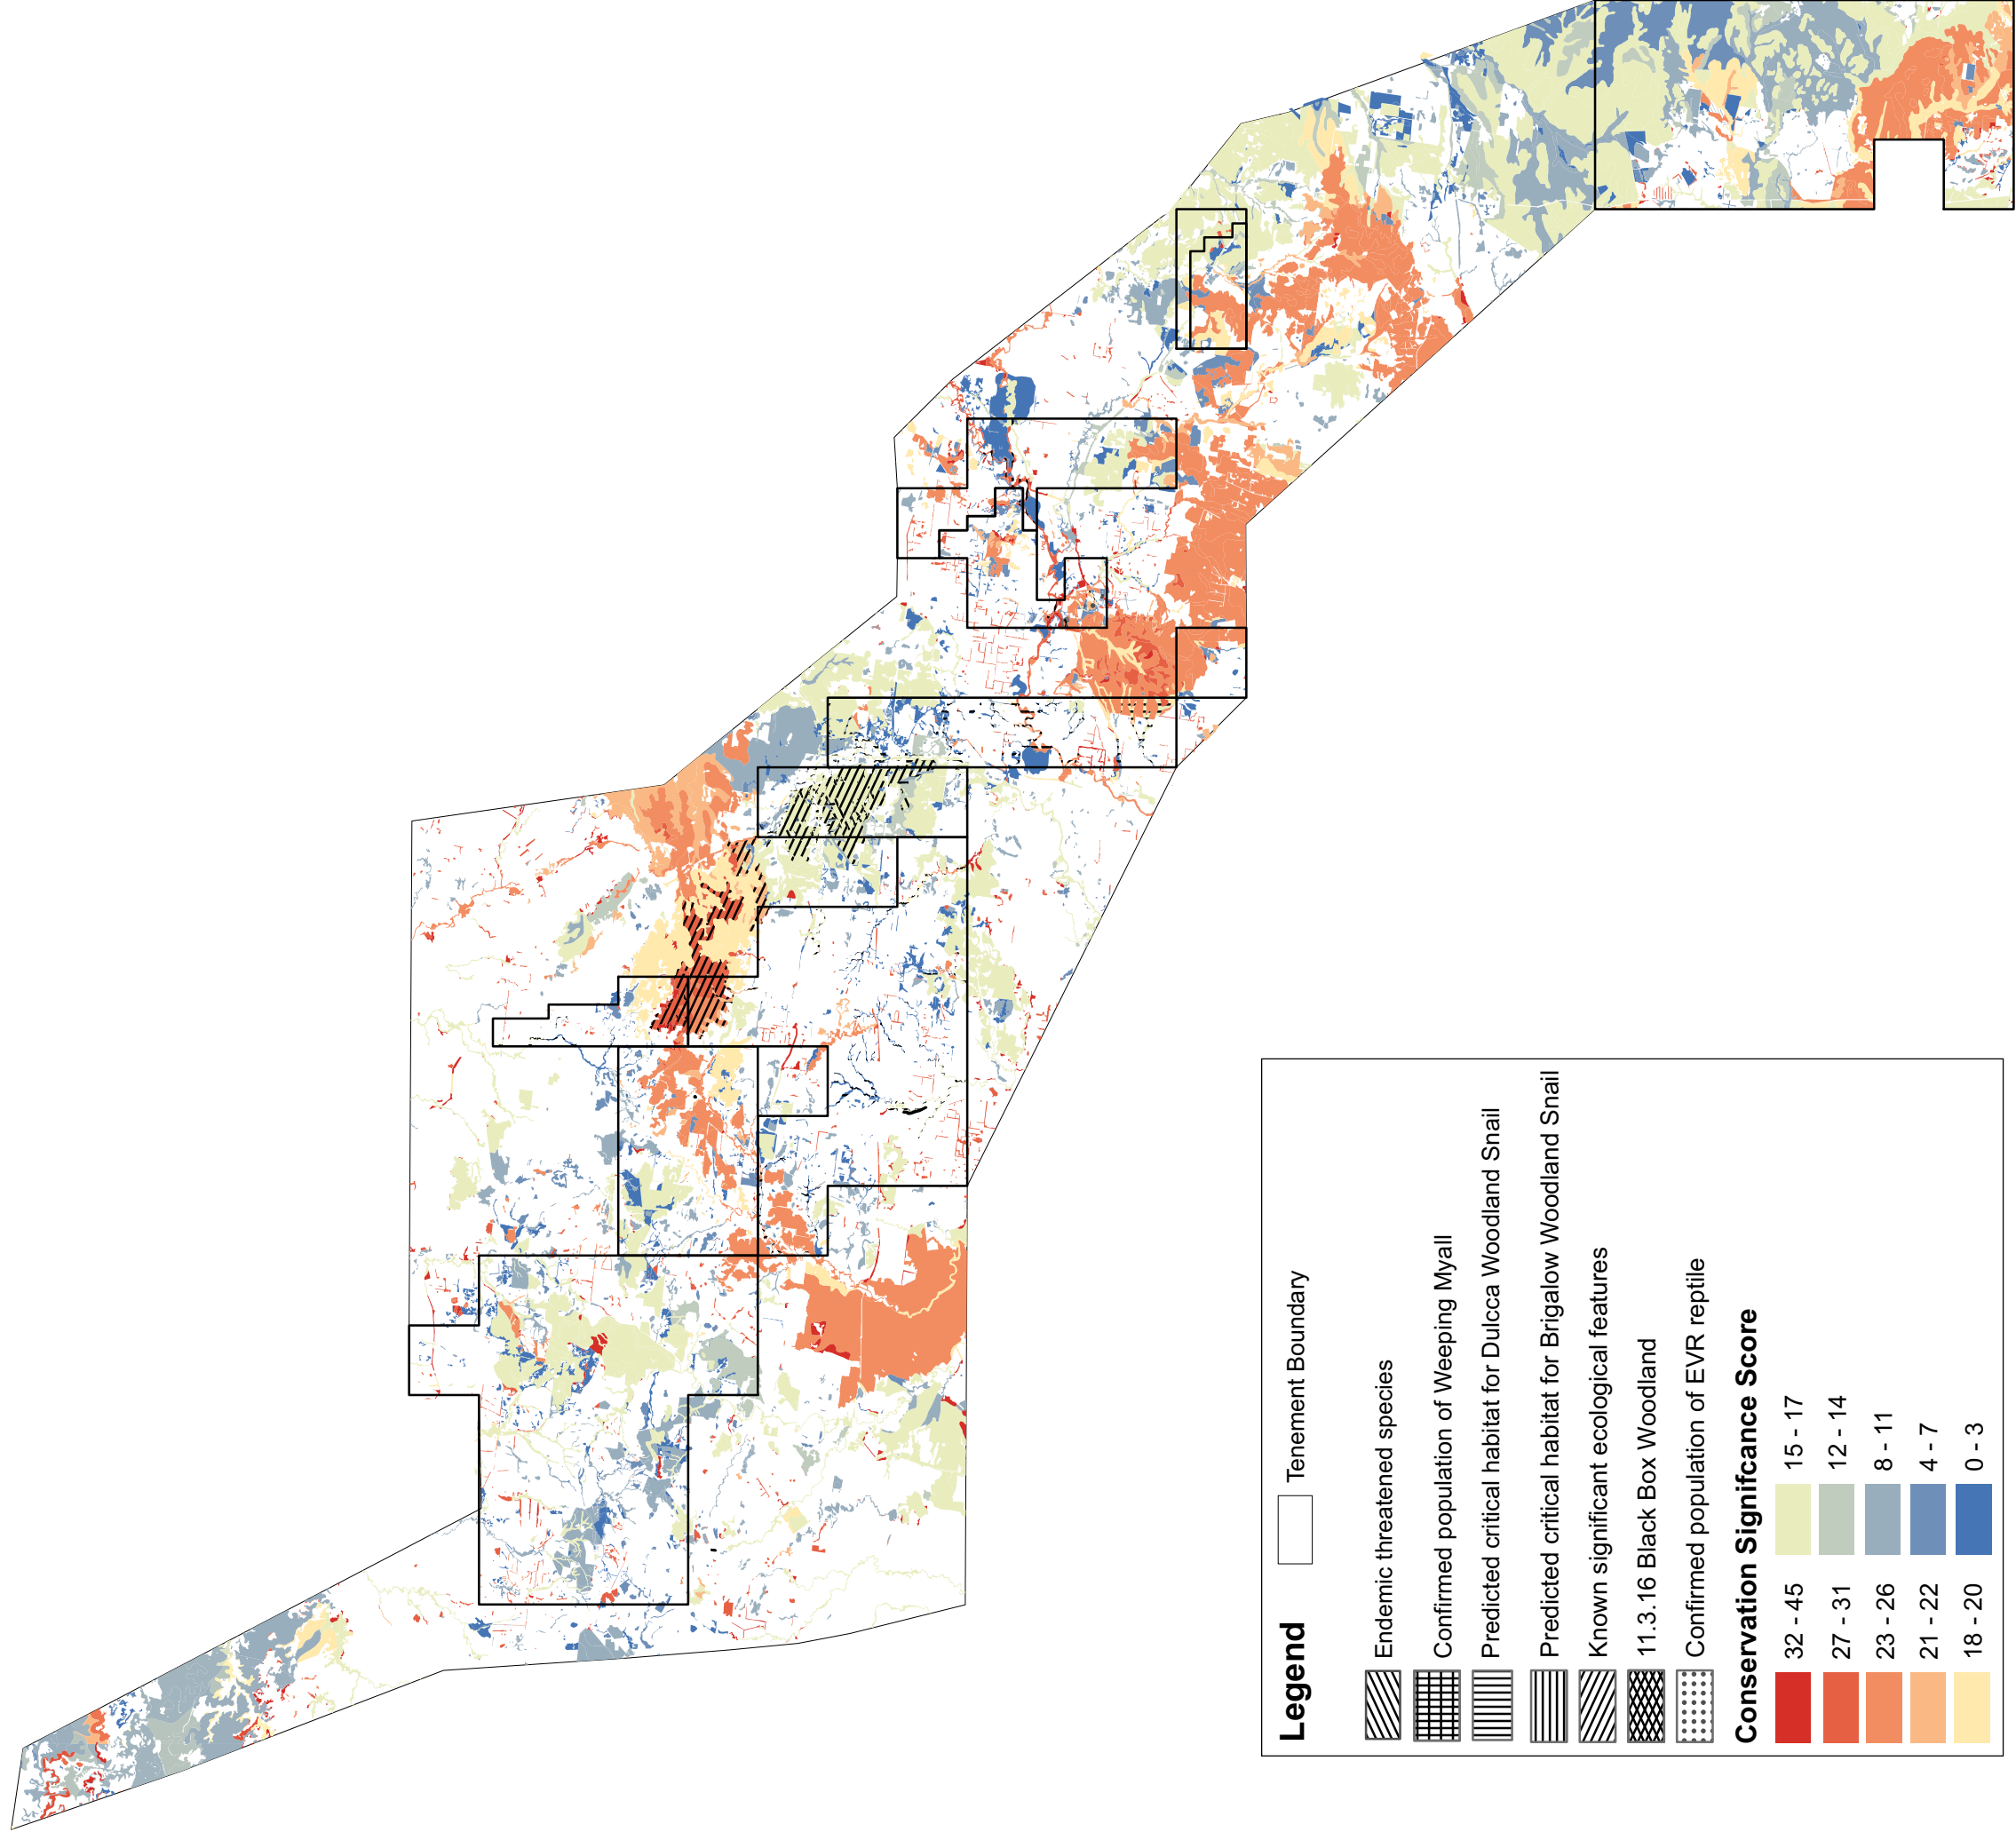 Legend
Tenement Boundary
Endemic threatened species
Confirmed population of Weeping Myall
Predicted critical habitat for Dulcca Woodland Snail
Predicted critical habitat for Brigalow Woodland Snail
Known significant ecological features
11.3.16 Black Box Woodland
Confirmed population of EVR reptile
Conservation Signifcance Score
32 - 45
27 - 31
23 - 26
21 - 22
18 - 20
15 - 17
12 - 14
8 - 11
4 - 7
0 - 3